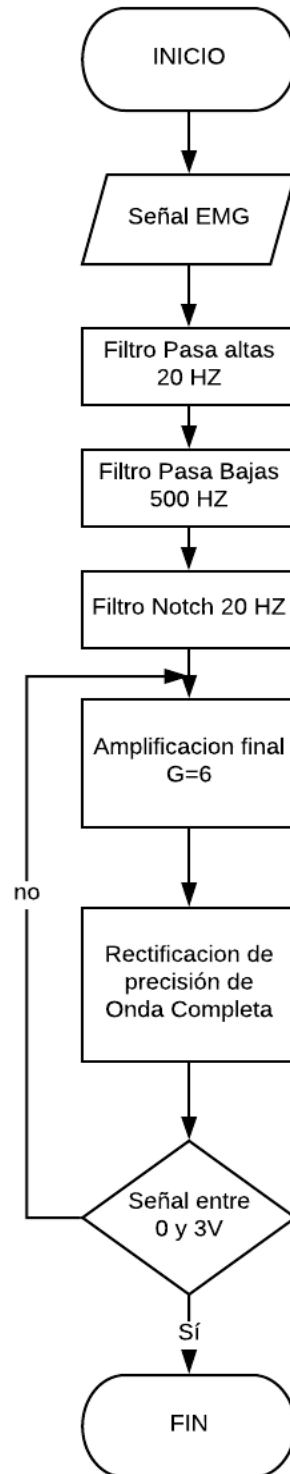 INICIO
Señal EMG
Filtro Pasa altas
20 HZ
Filtro Pasa Bajas
500 HZ
Filtro Notch 20 HZ
Amplificacion final
G=6
no
Rectificacion de
precisión de
Onda Completa
Señal entre
0 y 3V
Sí
FIN